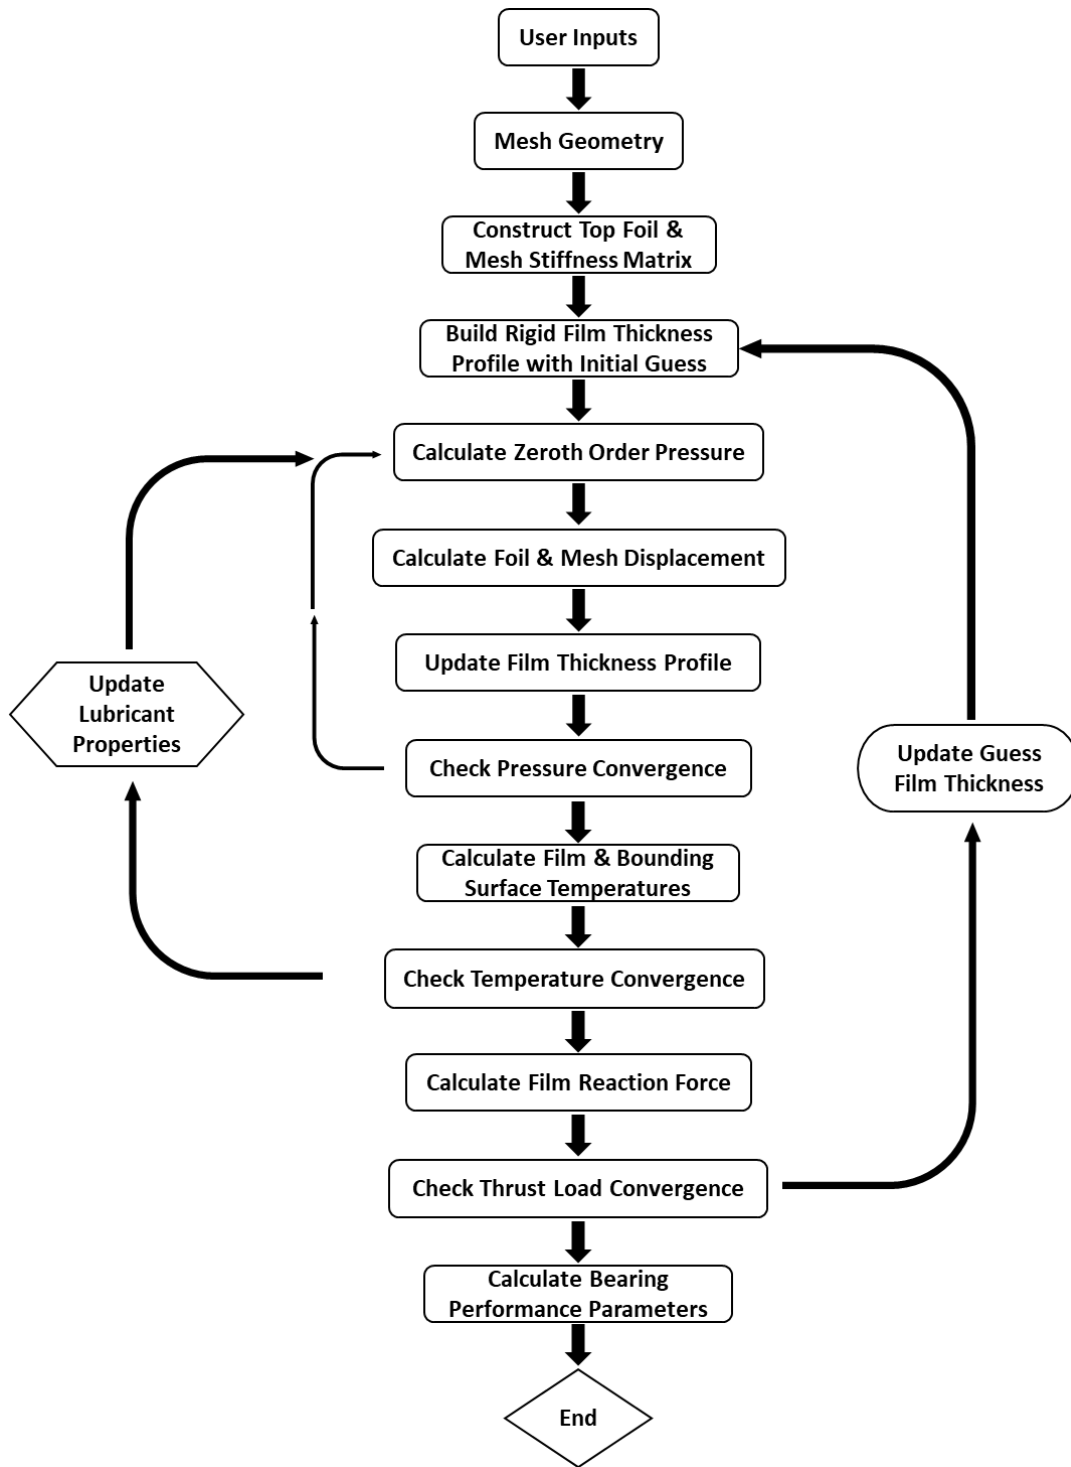 User Inputs
Mesh Geometry
Construct Top Foil &
Mesh Stiffness Matrix
Build Rigid Film Thickness
Profile with Initial Guess
Calculate Zeroth Order Pressure
Calculate Foil & Mesh Displacement
Update Film Thickness Profile
Update
Lubricant
Properties
Check Pressure Convergence
Update Guess
Film Thickness
Calculate Film & Bounding
Surface Temperatures
Check Temperature Convergence
Calculate Film Reaction Force
Check Thrust Load Convergence
Calculate Bearing
Performance Parameters
End